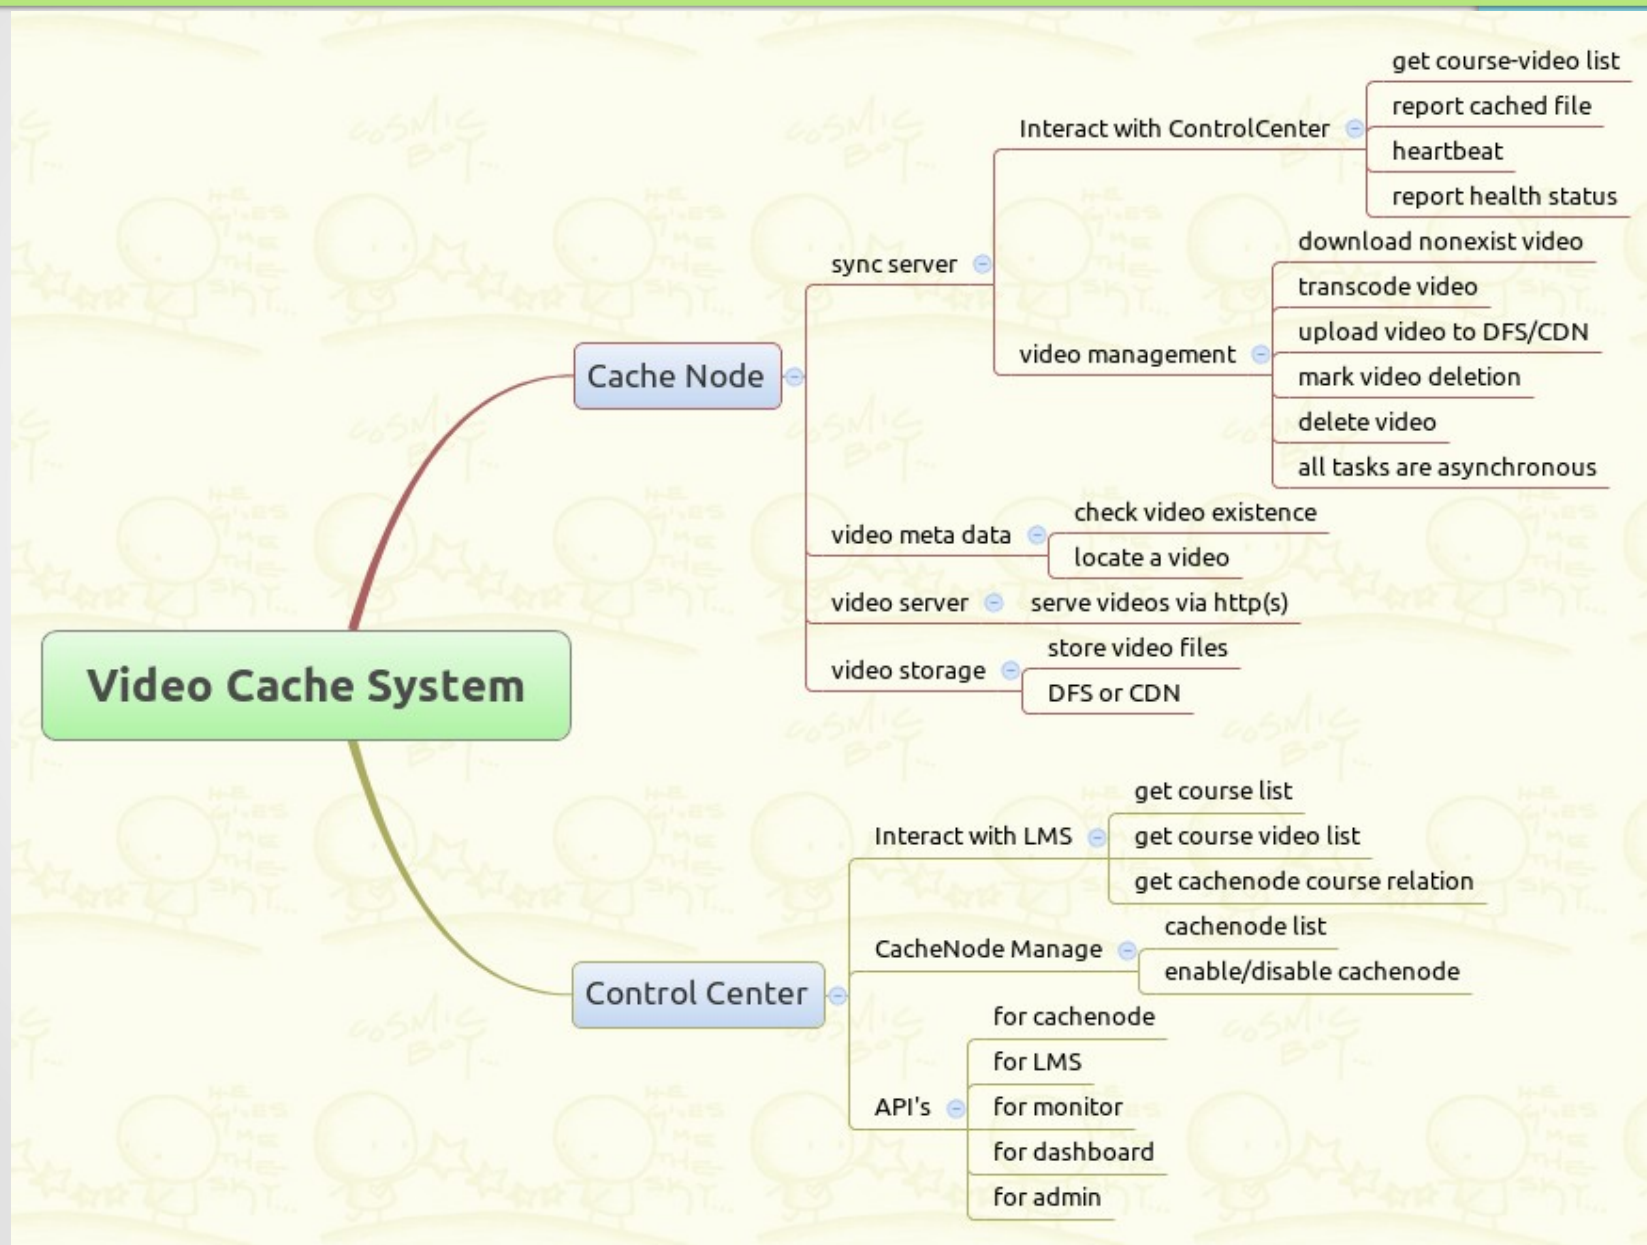 get course-video list
report cached file
Interact with ControlCenter
heartbeat
report health status
download nonexist video
sync server
transcode video
upload video to DFS/CDN
video management
mark video deletion
Cache Node
delete video
all tasks are asynchronous
check video existence
video meta data
locate a video
video server
serve videos via http(s)
store video files
video storage
DFS or CDN
Video Cache System
get course list
Interact with LMS
get course video list
get cachenode course relation
cachenode list
CacheNode Manage
enable/disable cachenode
Control Center
for cachenode
for LMS
API's
for monitor
for dashboard
for admin